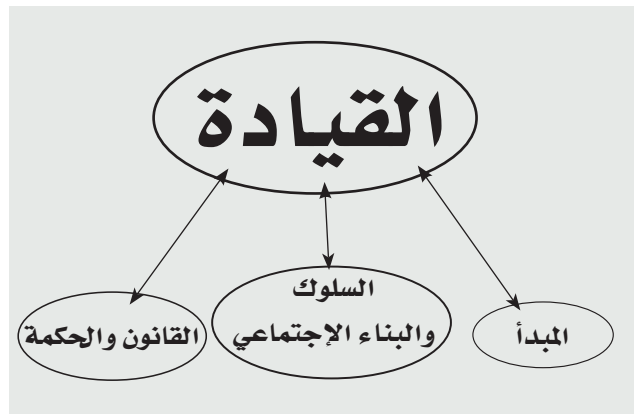 القيادة
المبدأ
السلوك
والبناء الإجتماعي
القانون والحكمة